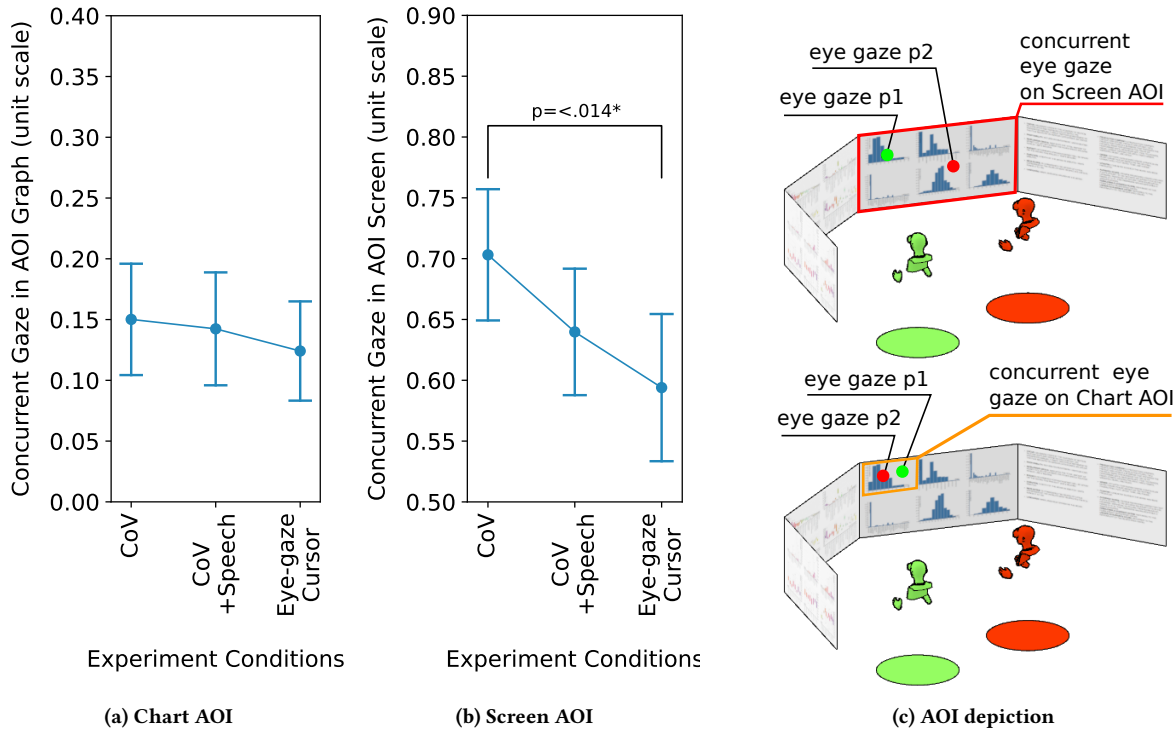 Concurrent Gaze in AOI Graph (unit scale)
0.40
0.35
0.30
0.25
0.20
0.15
0.10
0.05
0.00
CoV
CoV
+Speech
Eye-gaze
Cursor
Experiment Conditions
(a) Chart AOI
Concurrent Gaze in AOI Screen (unit scale)
0.90
0.85
0.80
0.75
0.70
0.65
0.60
0.55
0.50
p=<.014*
CoV
CoV
+Speech
Eye-gaze
Cursor
Experiment Conditions
(b) Screen AOI
eye gaze p2
eye gaze p1
concurrent
eye gaze
on Screen AOI
eye gaze p1
eye gaze p2
concurrent eye
gaze on Chart AOI
(c) AOI depiction